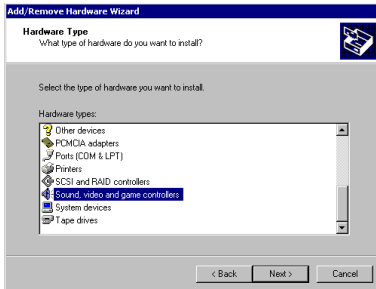 Add/Remove Hardware Wizard
Hardware Type
What type of hardware do you want to install?
Select the type of hardware you want to install.
Hardware types:
Other devices
PCMCIA adapters
Ports (COM & LPT)
Printers
SCSI and RAID controllers
Sound, video and game controllers
System devices
Tape drives
< Back
Next >
Cancel